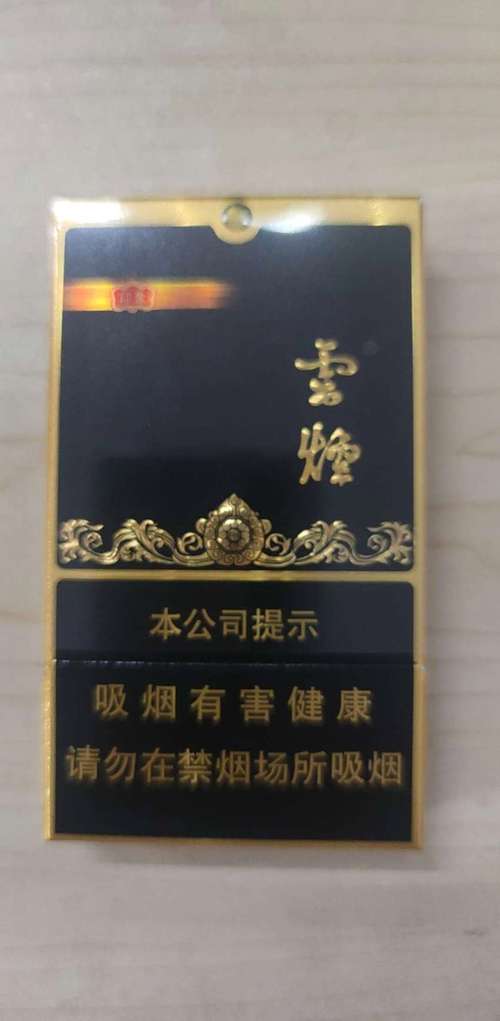 雲煙
本公司提示
吸烟有害健康
请勿在禁烟场所吸烟